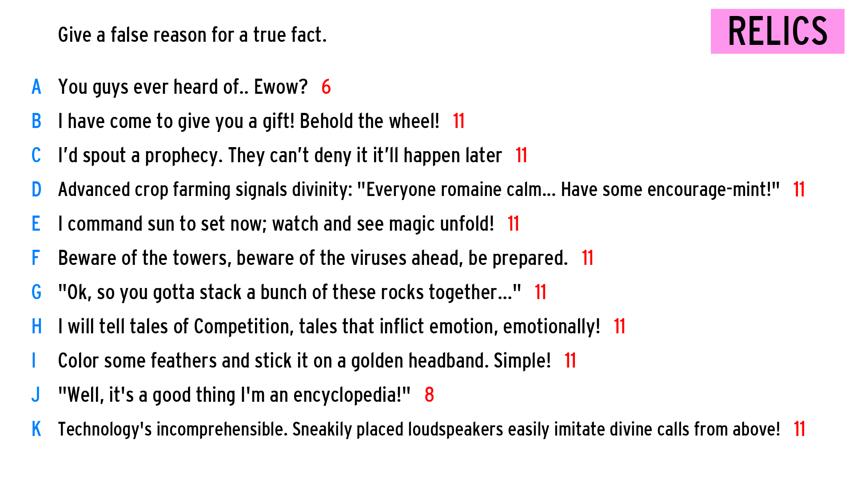 Give a false reason for a true fact.
RELICS
A You guys ever heard of.. Ewow? 6
B I have come to give you a gift! Behold the wheel! 11
C I'd spout a prophecy. They can't deny it it'll happen later 11
D Advanced crop farming signals divinity: "Everyone romaine calm... Have some encourage-mint!" 11
E I command sun to set now; watch and see magic unfold! 11
F Beware of the towers, beware of the viruses ahead, be prepared. 11
G "Ok, so you gotta stack a bunch of these rocks together..." 11
H I will tell tales of Competition, tales that inflict emotion, emotionally! 11
I Color some feathers and stick it on a golden headband. Simple! 11
J "Well, it's a good thing I'm an encyclopedia!" 8
K Technology's incomprehensible. Sneakily placed loudspeakers easily imitate divine calls from above! 11